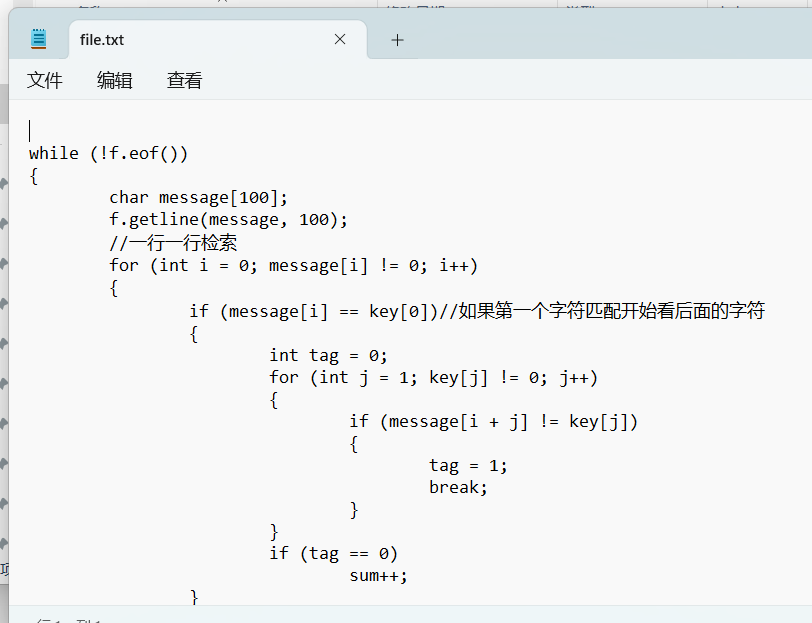 file.txt
文件 编辑 查看
while (!f.eof())
{
char message[100];
f.getline(message, 100);
//一行一行检索
for (int i = 0; message[i] != 0; i++)
{
if (message[i] == key[0])//如果第一个字符匹配开始看后面的字符
{
int tag = 0;
for (int j = 1; key[j] != 0; j++)
{
if (message[i + j] != key[j])
{
tag = 1;
break;
}
}
if (tag == 0)
sum++;
}